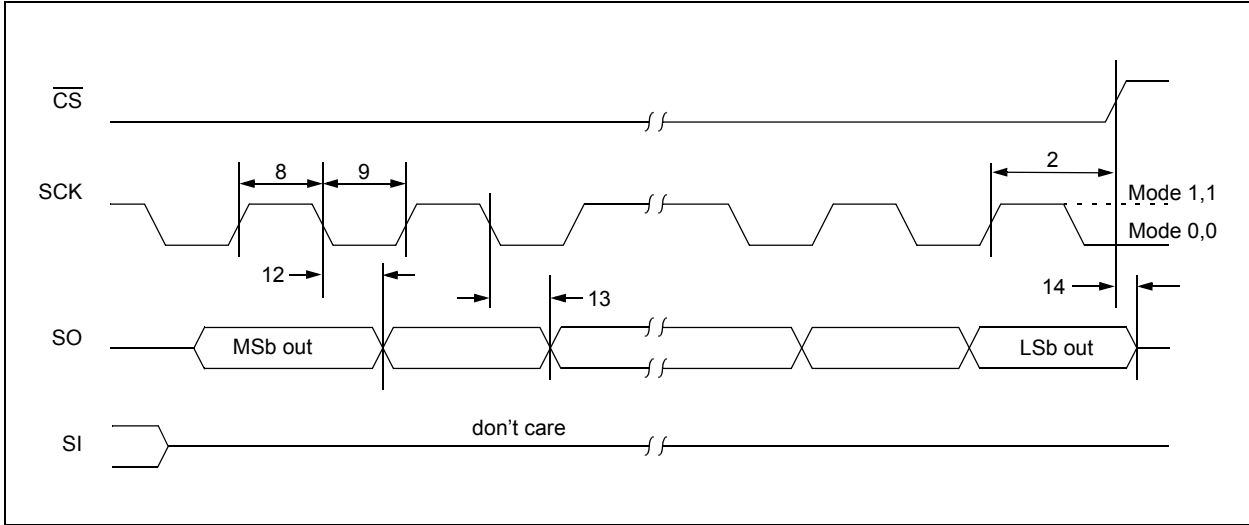 CS
8
9
2
SCK
Mode 1,1
Mode 0,0
12
13
14
SO
MSb out
LSb out
don't care
SI